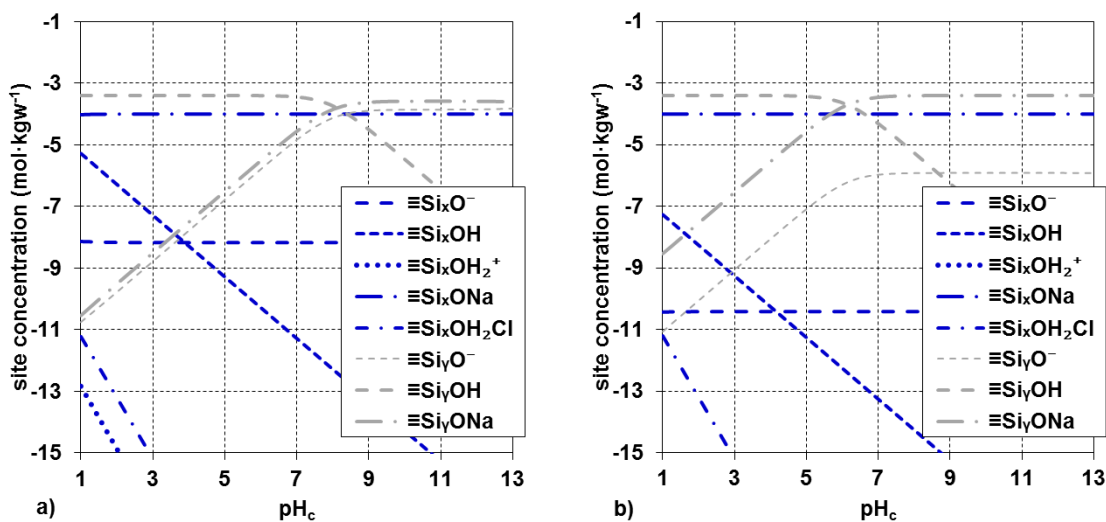 site concentration (mol·kgw⁻¹)
-1
-3
-5
-7
-9
-11
-13
-15
≡SiₓO⁻
≡SiₓOH
≡SiₓOH₂⁺
≡SiₓONa
≡SiₓOH₂Cl
≡SiᵧO⁻
≡SiᵧOH
≡SiᵧONa
1 3 5 7 9 11 13
a) pH꜀
site concentration (mol·kgw⁻¹)
-1
-3
-5
-7
-9
-11
-13
-15
≡SiₓO⁻
≡SiₓOH
≡SiₓOH₂⁺
≡SiₓONa
≡SiₓOH₂Cl
≡SiᵧO⁻
≡SiᵧOH
≡SiᵧONa
1 3 5 7 9 11 13
b) pH꜀